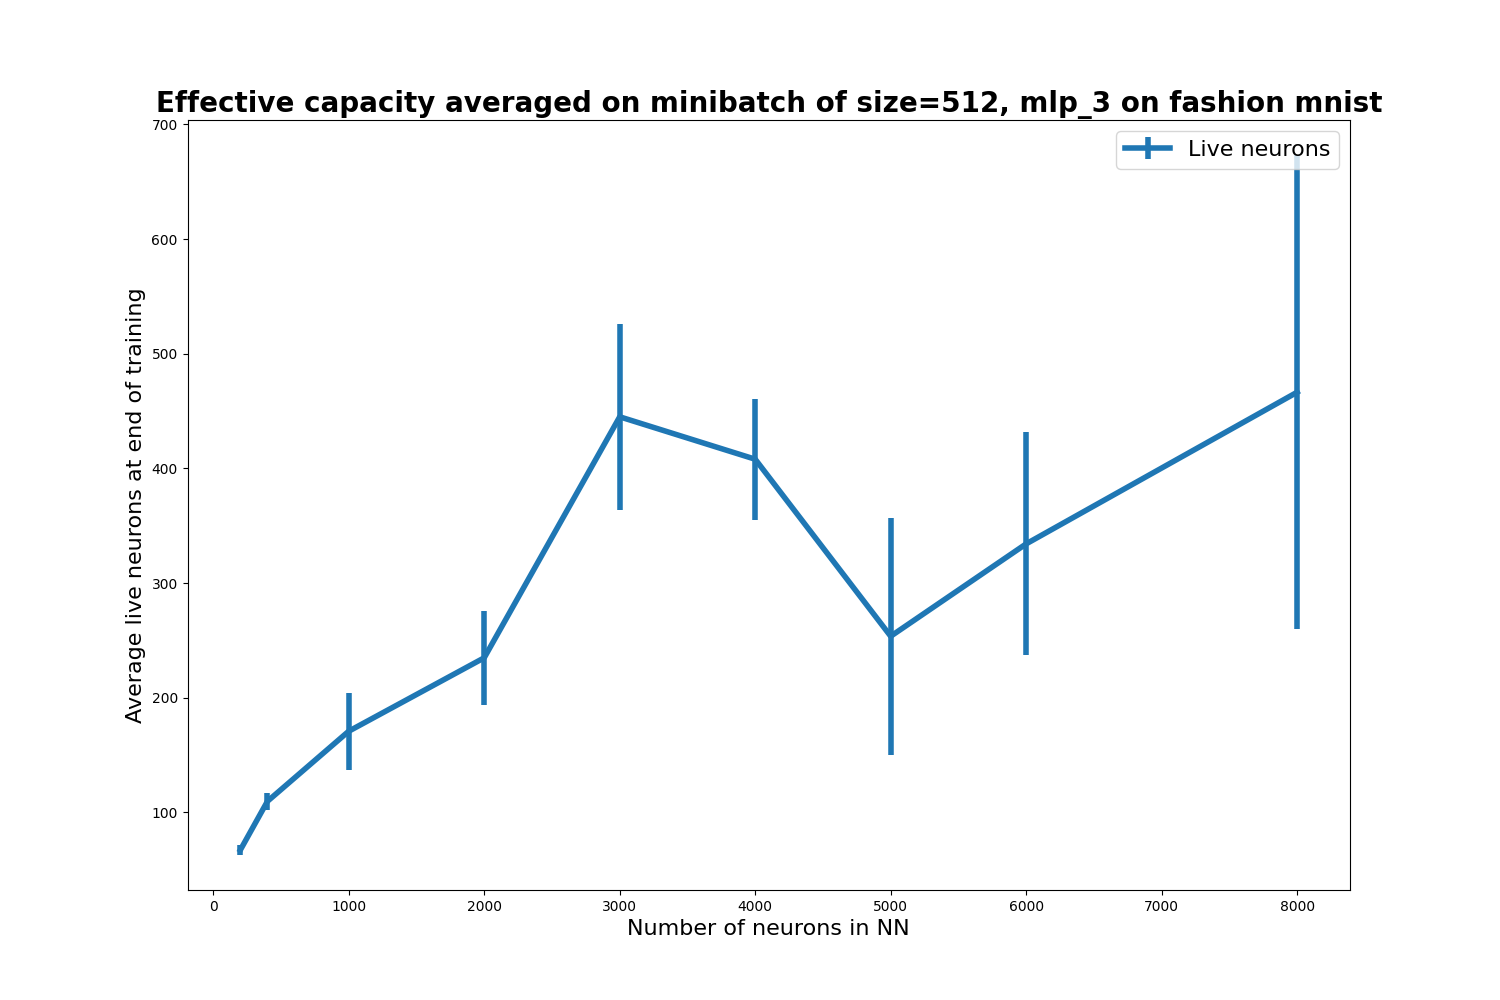 Effective capacity averaged on minibatch of size=512, mlp_3 on fashion mnist
Live neurons
700
600
500
400
300
200
100
Average live neurons at end of training
0 1000 2000 3000 4000 5000 6000 7000 8000
Number of neurons in NN